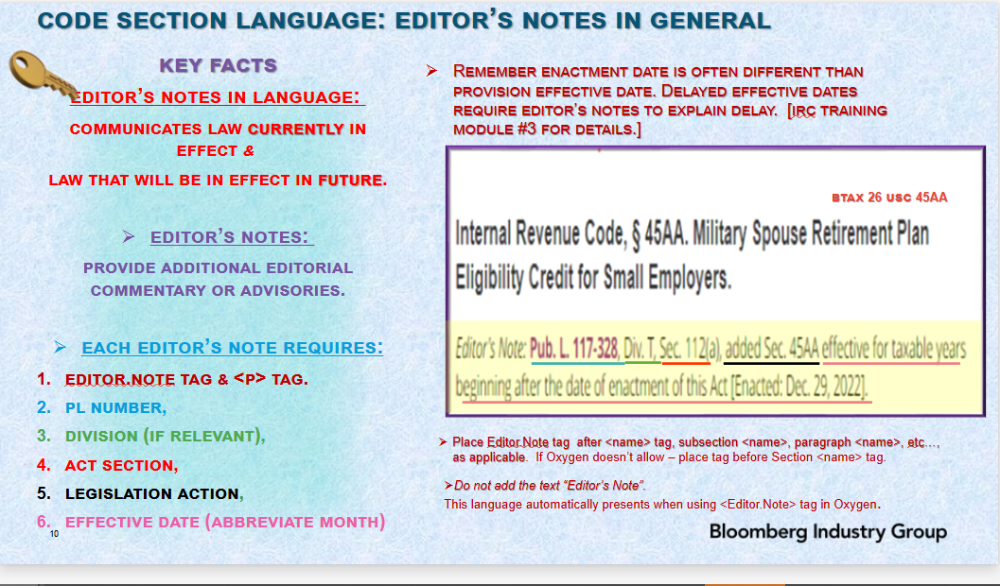 CODE SECTION LANGUAGE: EDITOR'S NOTES IN GENERAL
KEY FACTS
EDITOR'S NOTES IN LANGUAGE:
COMMUNICATES LAW CURRENTLY IN
EFFECT &
LAW THAT WILL BE IN EFFECT IN FUTURE.
➢ EDITOR'S NOTES:
PROVIDE ADDITIONAL EDITORIAL
COMMENTARY OR ADVISORIES.
➢ EACH EDITOR'S NOTE REQUIRES:
1. EDITOR.NOTE TAG & <P> TAG.
2. PL NUMBER,
3. DIVISION (IF RELEVANT),
4. ACT SECTION,
5. LEGISLATION ACTION,
6. EFFECTIVE DATE (ABBREVIATE MONTH)
10
➢ REMEMBER ENACTMENT DATE IS OFTEN DIFFERENT THAN
PROVISION EFFECTIVE DATE. DELAYED EFFECTIVE DATES
REQUIRE EDITOR'S NOTES TO EXPLAIN DELAY. [IRC TRAINING
MODULE #3 FOR DETAILS.]
BTAX 26 USC 45AA
Internal Revenue Code, § 45AA. Military Spouse Retirement Plan
Eligibility Credit for Small Employers.
Editor's Note: Pub. L. 117-328, Div. T, Sec. 112(a), added Sec. 45AA effective for taxable years
beginning after the date of enactment of this Act [Enacted: Dec. 29, 2022].
➢ Place Editor.Note tag after <name> tag, subsection <name>, paragraph <name>, etc…,
as applicable. If Oxygen doesn't allow – place tag before Section <name> tag.
➢Do not add the text "Editor's Note".
This language automatically presents when using <Editor.Note> tag in Oxygen.
Bloomberg Industry Group